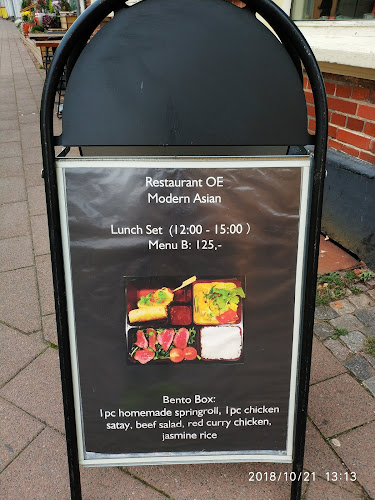 Restaurant OE
Modern Asian
Lunch Set (12:00 - 15:00 )
Menu B: 125,-
Bento Box:
1pc homemade springroll, 1pc chicken
satay, beef salad, red curry chicken,
jasmine rice
2018/10/21 13:13